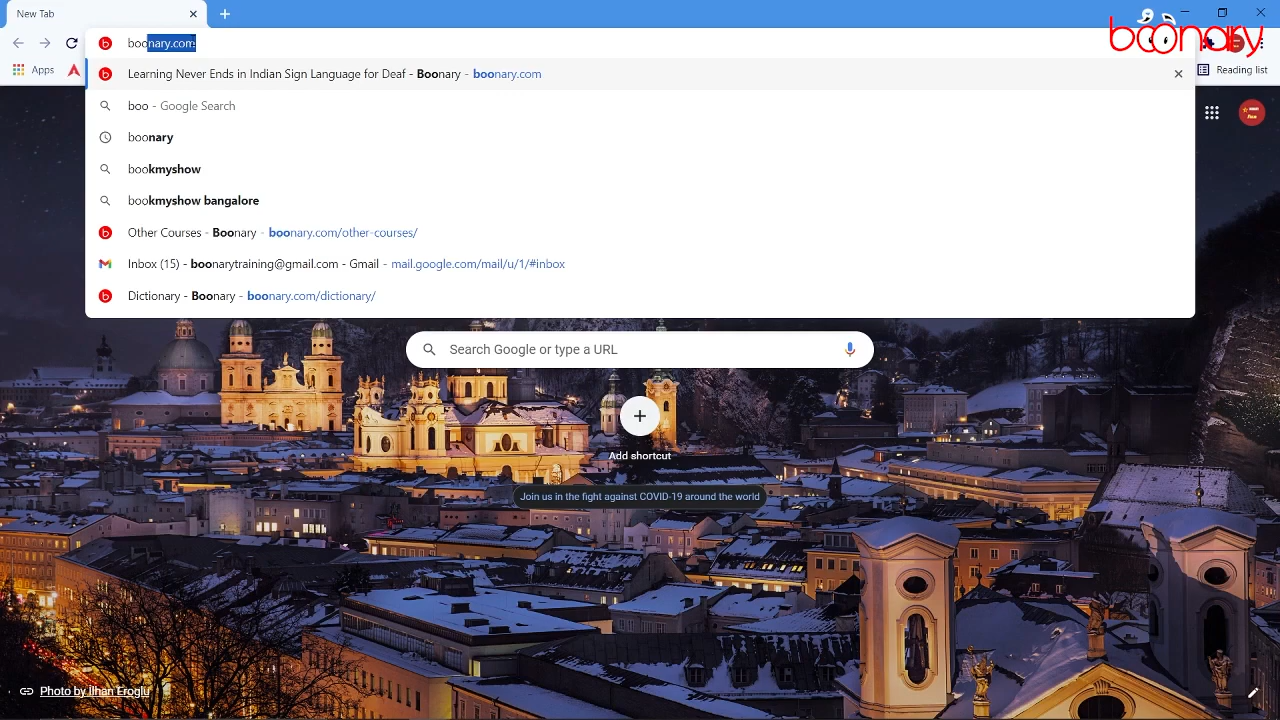 New Tab
boonary.com
boonary
Apps
Reading list
Learning Never Ends in Indian Sign Language for Deaf - Boonary - boonary.com
boo - Google Search
boonary
bookmyshow
bookmyshow bangalore
Other Courses - Boonary - boonary.com/other-courses/
Inbox (15) - boonarytraining@gmail.com - Gmail - mail.google.com/mail/u/1/#inbox
Dictionary - Boonary - boonary.com/dictionary/
Search Google or type a URL
Add shortcut
Join us in the fight against COVID-19 around the world
Photo by Ilhan Eroglu